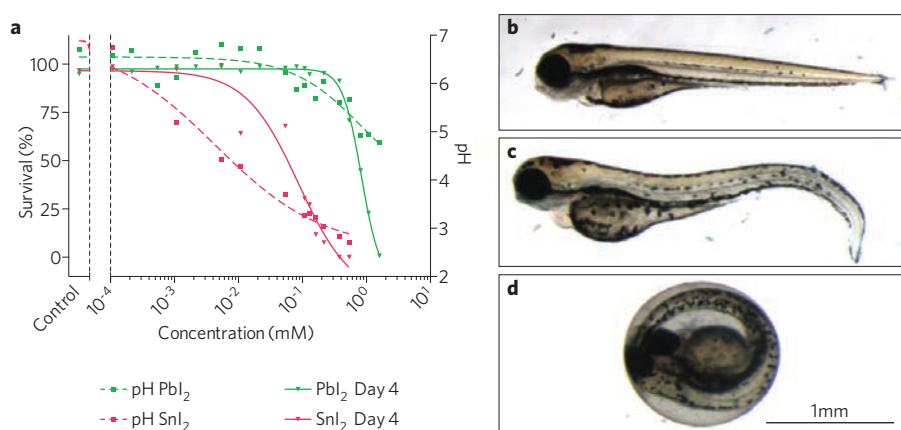 a
Survival (%)
100
75
50
25
0
7
6
5
4
3
2
pH
Control
10⁻⁴
10⁻³
10⁻²
10⁻¹
10⁰
10¹
Concentration (mM)
pH PbI₂
PbI₂ Day 4
pH SnI₂
SnI₂ Day 4
b
c
d
1mm